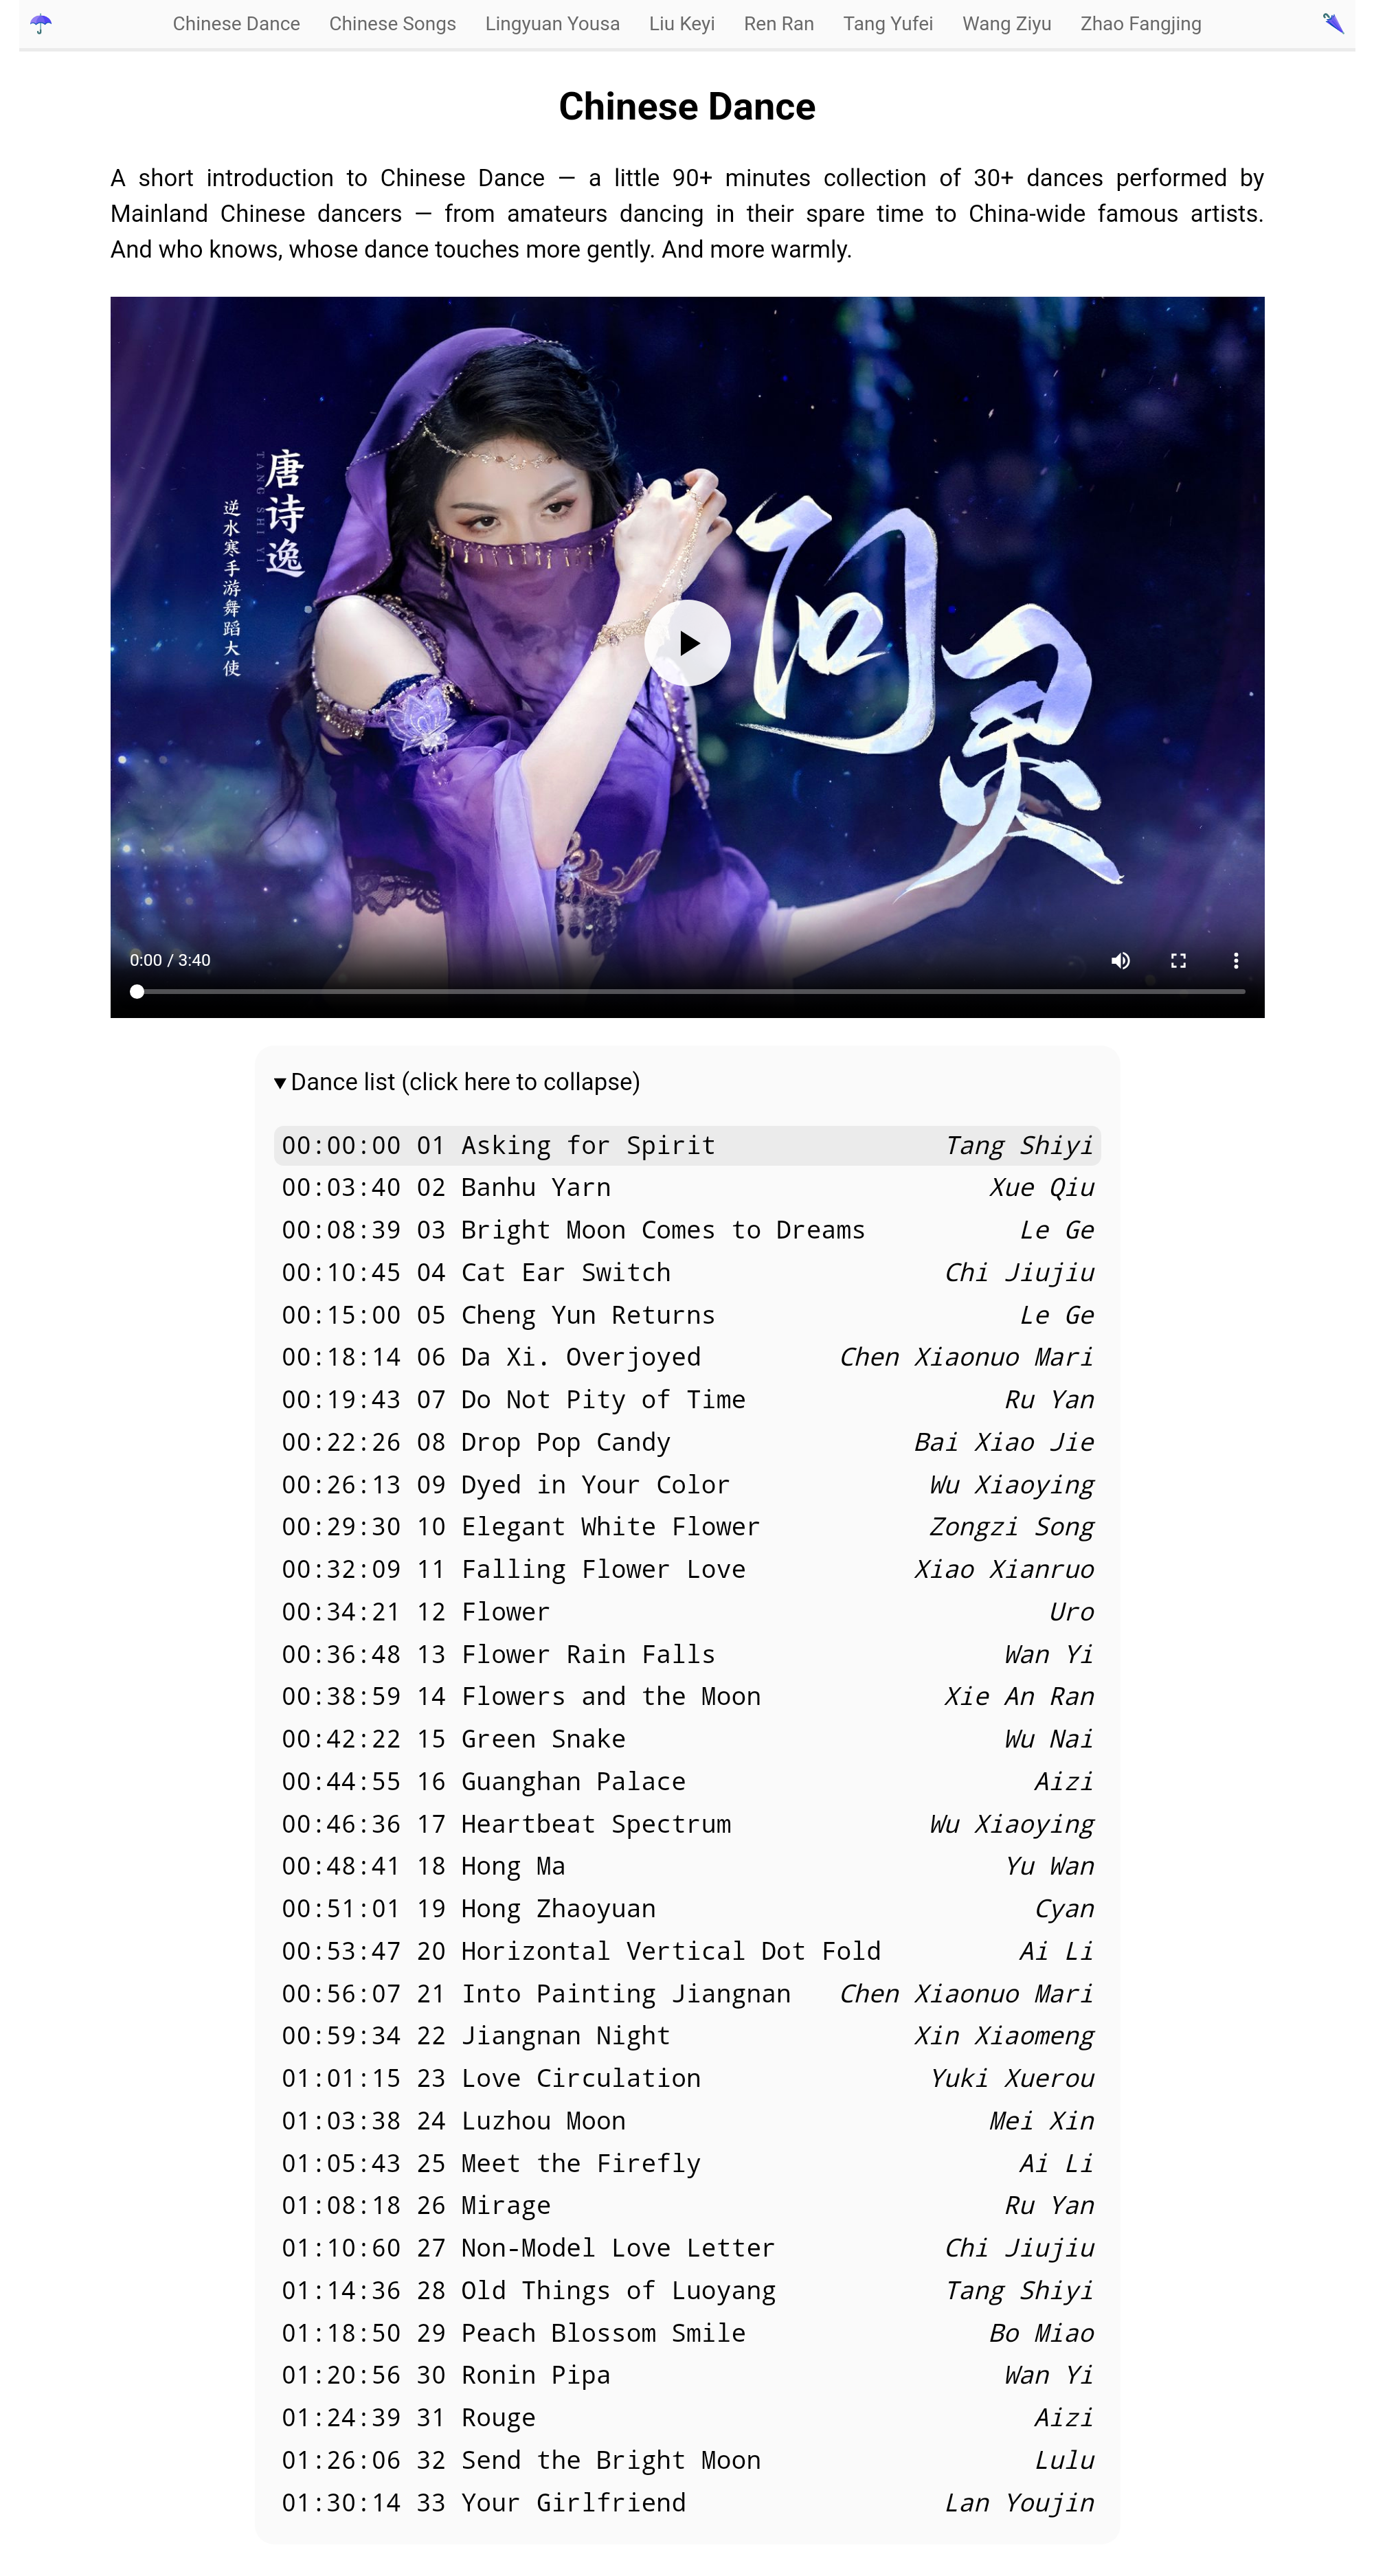 Chinese Dance Chinese Songs Lingyuan Yousa Liu Keyi Ren Ran Tang Yufei Wang Ziyu Zhao Fangjing
Chinese Dance
A short introduction to Chinese Dance — a little 90+ minutes collection of 30+ dances performed by
Mainland Chinese dancers — from amateurs dancing in their spare time to China-wide famous artists.
And who knows, whose dance touches more gently. And more warmly.
唐诗逸
TANG SHI YI
逆水寒手游舞蹈大使
问灵
0:00 / 3:40
Dance list (click here to collapse)
00:00:00 01 Asking for Spirit Tang Shiyi
00:03:40 02 Banhu Yarn Xue Qiu
00:08:39 03 Bright Moon Comes to Dreams Le Ge
00:10:45 04 Cat Ear Switch Chi Jiujiu
00:15:00 05 Cheng Yun Returns Le Ge
00:18:14 06 Da Xi. Overjoyed Chen Xiaonuo Mari
00:19:43 07 Do Not Pity of Time Ru Yan
00:22:26 08 Drop Pop Candy Bai Xiao Jie
00:26:13 09 Dyed in Your Color Wu Xiaoying
00:29:30 10 Elegant White Flower Zongzi Song
00:32:09 11 Falling Flower Love Xiao Xianruo
00:34:21 12 Flower Uro
00:36:48 13 Flower Rain Falls Wan Yi
00:38:59 14 Flowers and the Moon Xie An Ran
00:42:22 15 Green Snake Wu Nai
00:44:55 16 Guanghan Palace Aizi
00:46:36 17 Heartbeat Spectrum Wu Xiaoying
00:48:41 18 Hong Ma Yu Wan
00:51:01 19 Hong Zhaoyuan Cyan
00:53:47 20 Horizontal Vertical Dot Fold Ai Li
00:56:07 21 Into Painting Jiangnan Chen Xiaonuo Mari
00:59:34 22 Jiangnan Night Xin Xiaomeng
01:01:15 23 Love Circulation Yuki Xuerou
01:03:38 24 Luzhou Moon Mei Xin
01:05:43 25 Meet the Firefly Ai Li
01:08:18 26 Mirage Ru Yan
01:10:60 27 Non-Model Love Letter Chi Jiujiu
01:14:36 28 Old Things of Luoyang Tang Shiyi
01:18:50 29 Peach Blossom Smile Bo Miao
01:20:56 30 Ronin Pipa Wan Yi
01:24:39 31 Rouge Aizi
01:26:06 32 Send the Bright Moon Lulu
01:30:14 33 Your Girlfriend Lan Youjin